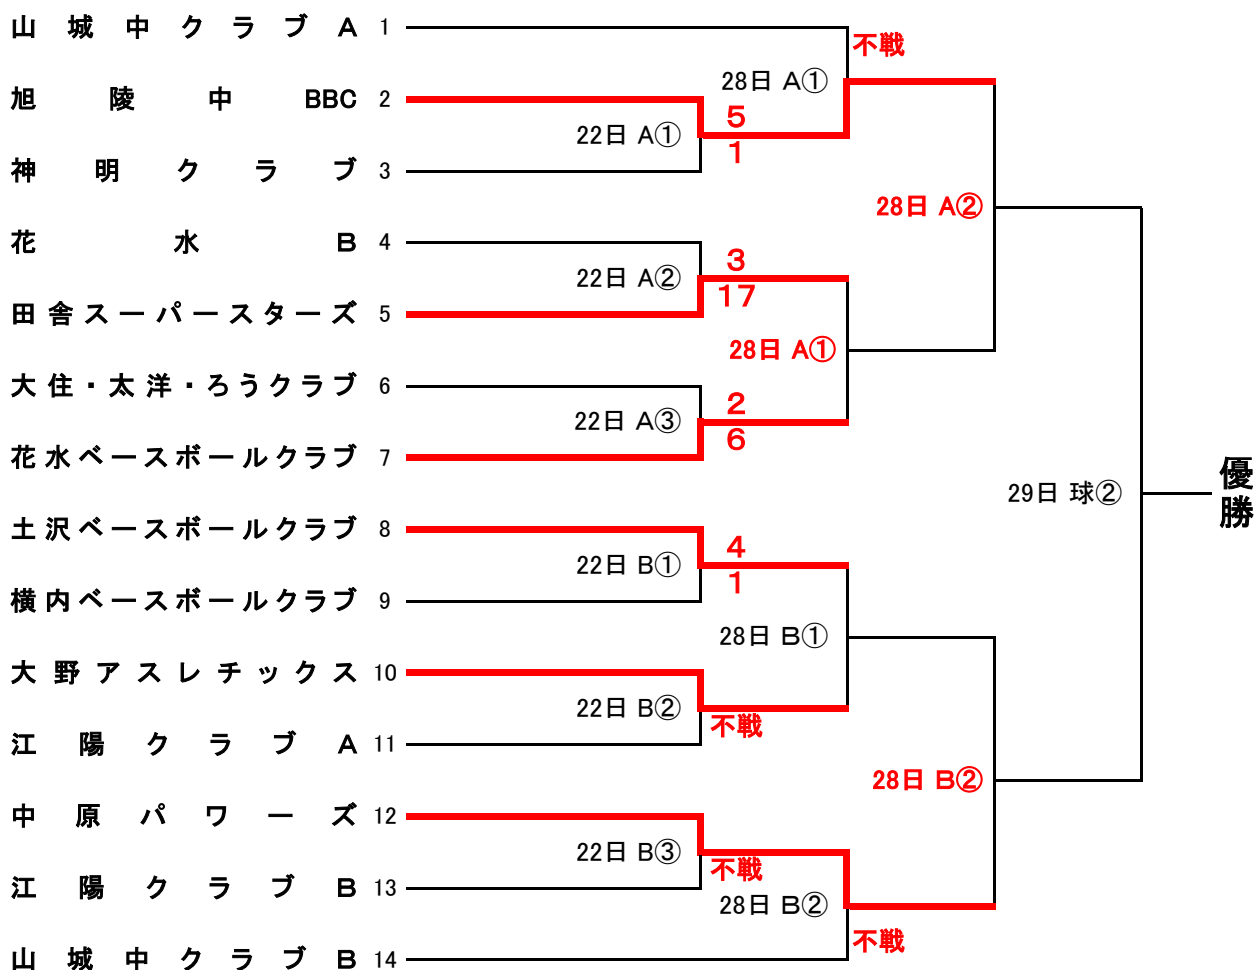 山城中クラブA 1
不戦
28日 A①
旭陵中BBC 2
5
22日 A①
1
神明クラブ 3
28日 A②
花水B 4
3
22日 A②
17
田舎スーパースターズ 5
28日 A①
大住・太洋・ろうクラブ 6
2
22日 A③
6
花水ベースボールクラブ 7
優勝
29日 球②
土沢ベースボールクラブ 8
4
22日 B①
1
横内ベースボールクラブ 9
28日 B①
大野アスレチックス 10
22日 B②
不戦
江陽クラブA 11
28日 B②
中原パワーズ 12
22日 B③
不戦
江陽クラブB 13
28日 B②
不戦
山城中クラブB 14